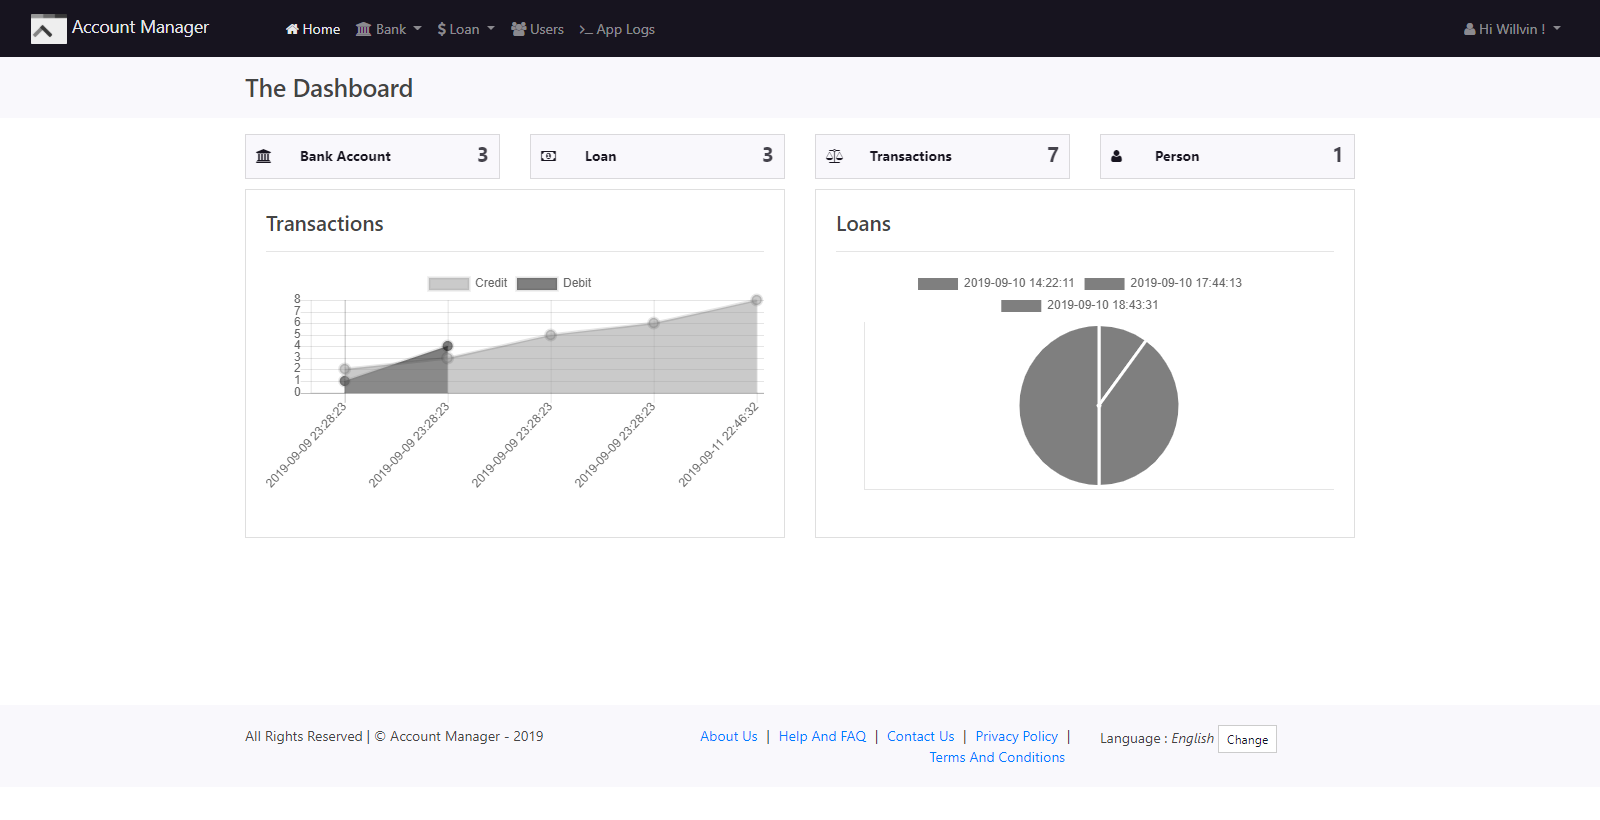 Account Manager Home Bank $ Loan Users >_ App Logs Hi Willvin !
The Dashboard
Bank Account 3 Loan 3 Transactions 7 Person 1
Transactions
Credit Debit
8
7
6
5
4
3
2
1
0
2019-09-09 23:28:23 2019-09-09 23:28:23 2019-09-09 23:28:23 2019-09-09 23:28:23 2019-09-11 22:46:32
Loans
2019-09-10 14:22:11 2019-09-10 17:44:13
2019-09-10 18:43:31
All Rights Reserved | © Account Manager - 2019
About Us | Help And FAQ | Contact Us | Privacy Policy |
Terms And Conditions
Language : English Change